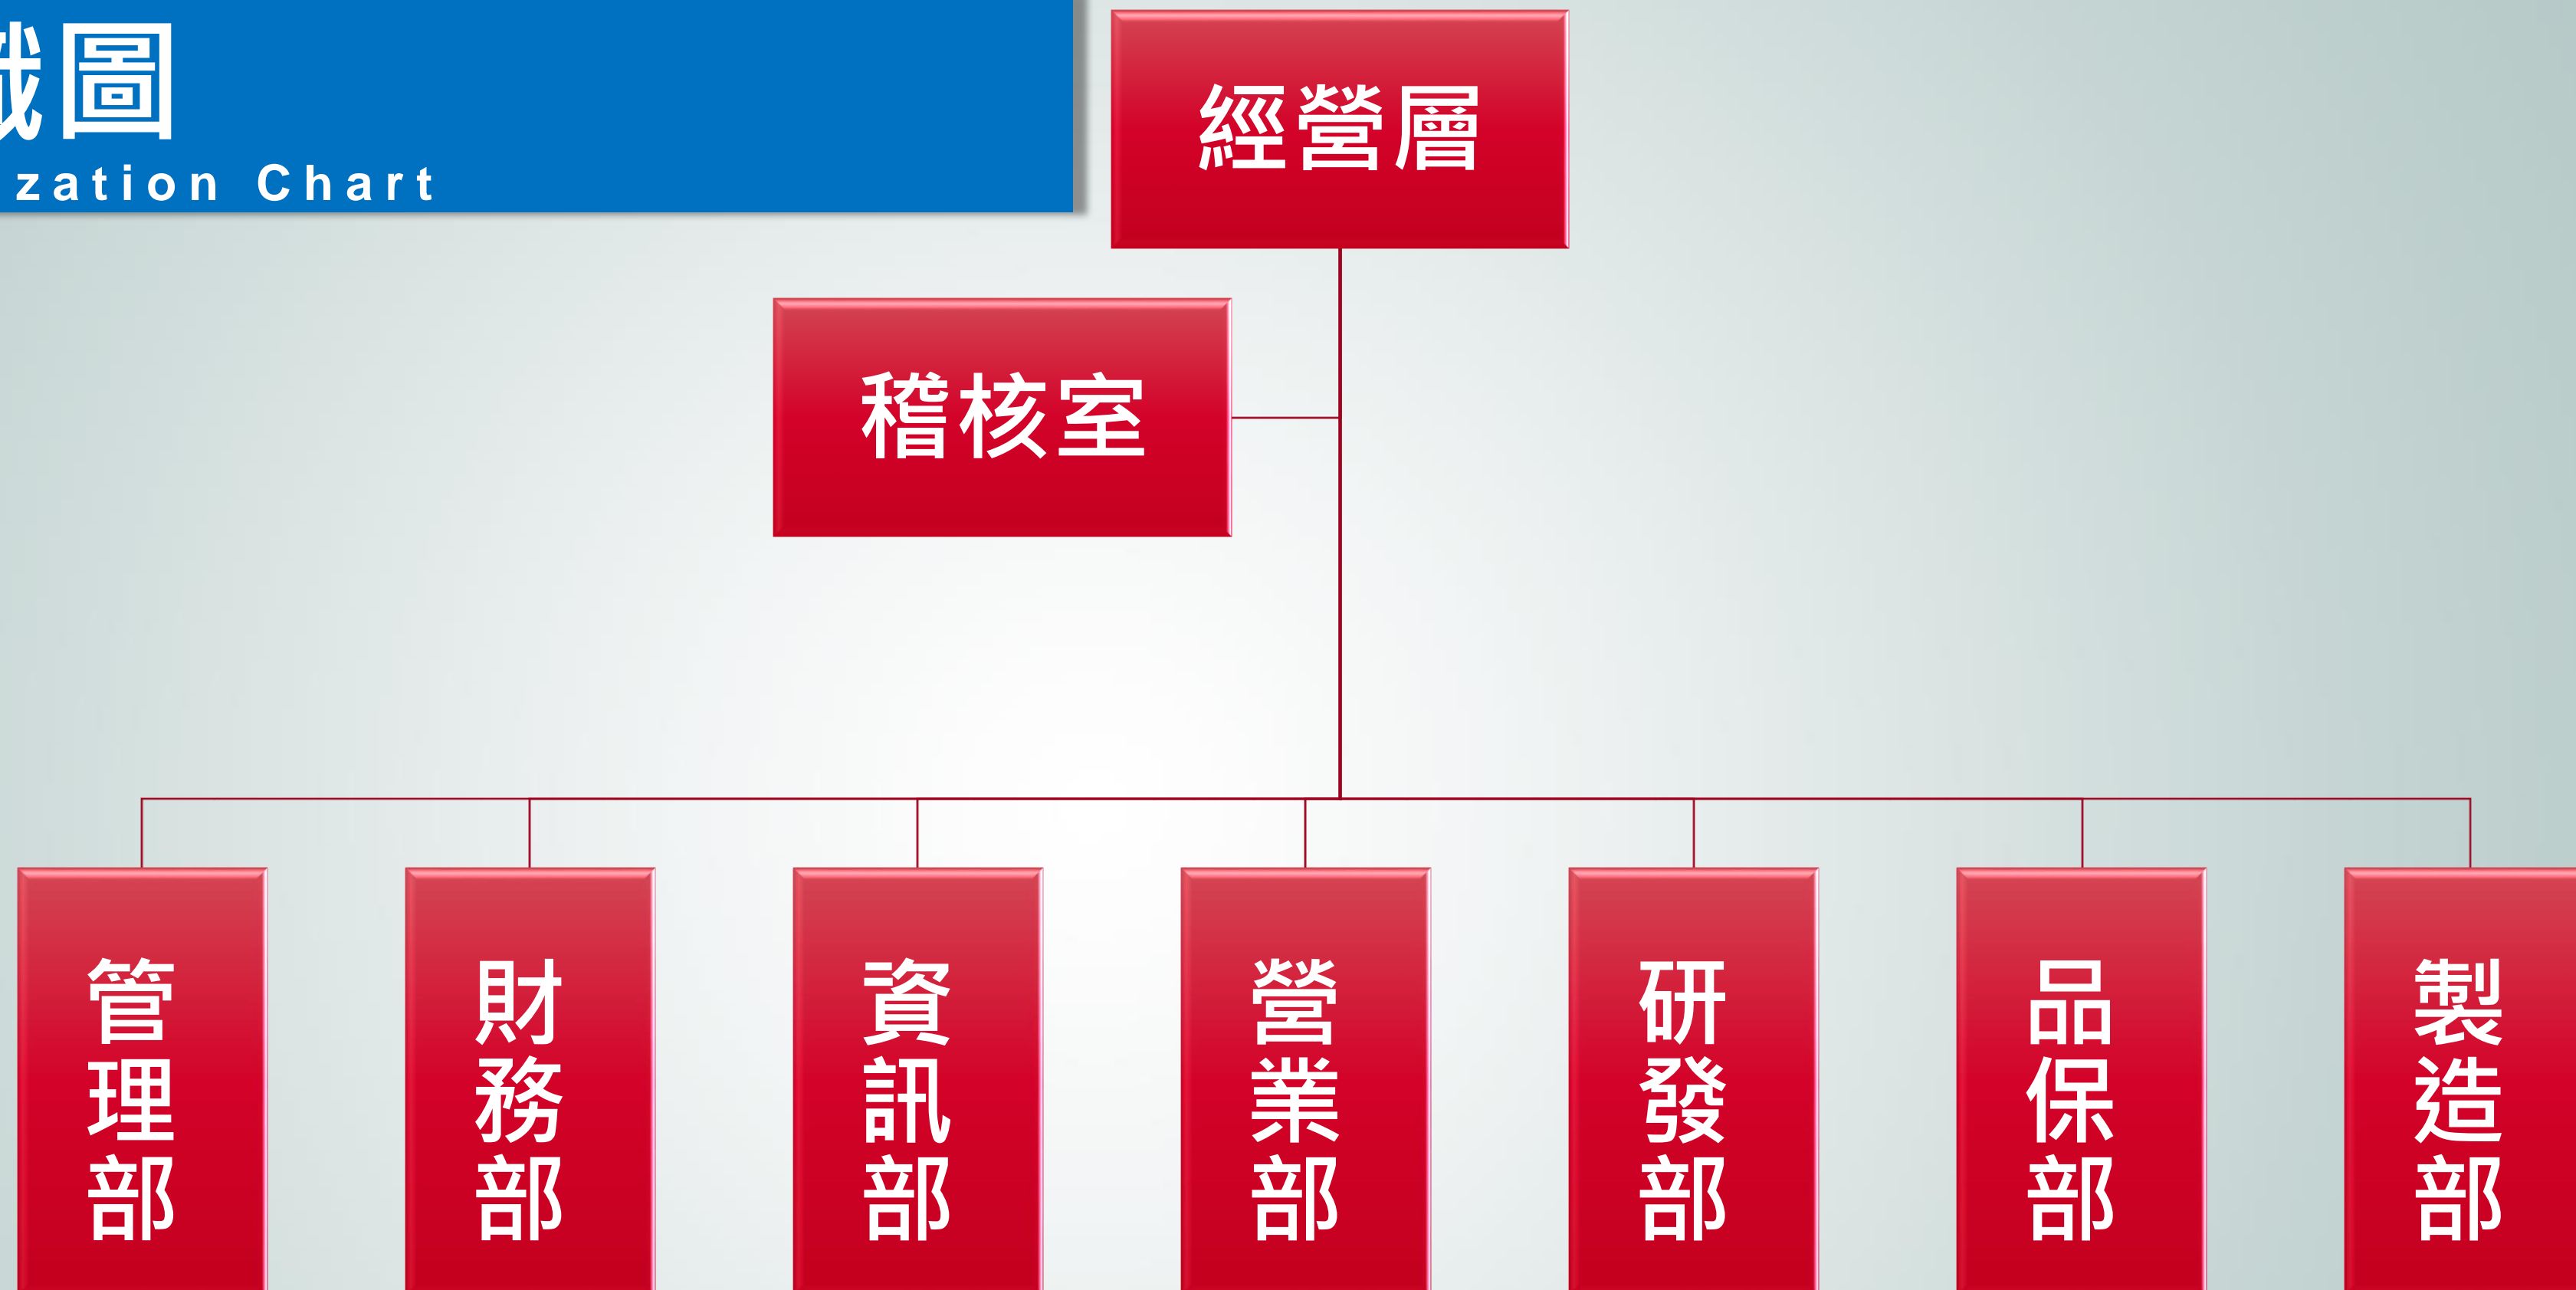 織圖
zation Chart
經營層
稽核室
管理部
財務部
資訊部
營業部
研發部
品保部
製造部